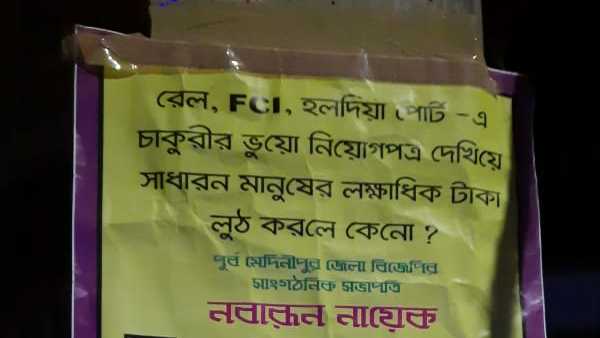 রেল, FCI, হলদিয়া পোর্ট -এ
চাকুরীর ভুয়ো নিয়োগপত্র দেখিয়ে
সাধারন মানুষের লক্ষাধিক টাকা
লুঠ করলে কেনো ?
পূর্ব মেদিনীপুর জেলা বিজেপির
সাংগঠনিক সভাপতি
নবারুন নায়েক